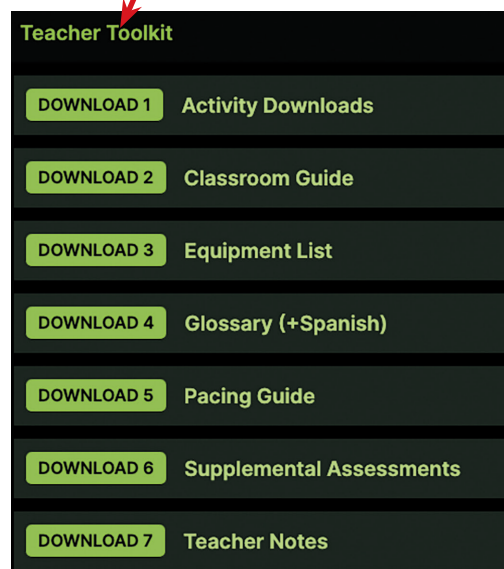 Teacher Toolkit
DOWNLOAD 1 Activity Downloads
DOWNLOAD 2 Classroom Guide
DOWNLOAD 3 Equipment List
DOWNLOAD 4 Glossary (+Spanish)
DOWNLOAD 5 Pacing Guide
DOWNLOAD 6 Supplemental Assessments
DOWNLOAD 7 Teacher Notes